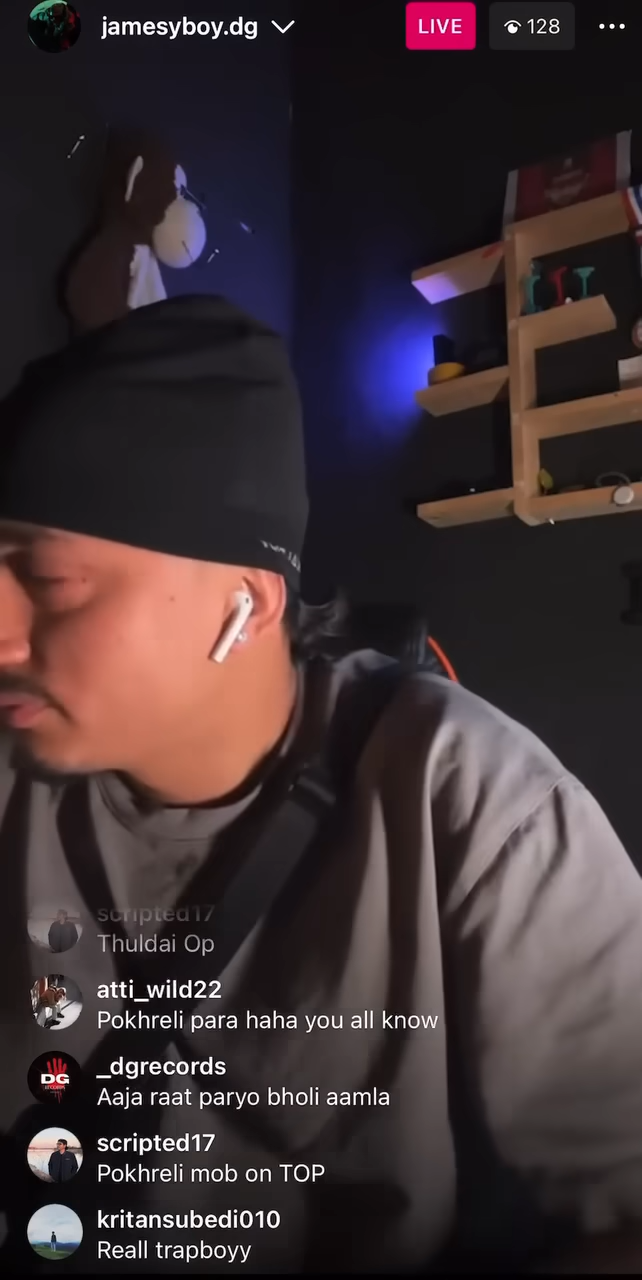 jamesyboy.dg
LIVE
128
scripted17
Thuldai Op
atti_wild22
Pokhreli para haha you all know
_dgrecords
DG
Aaja raat paryo bholi aamla
scripted17
Pokhreli mob on TOP
kritansubedi010
Reall trapboyy